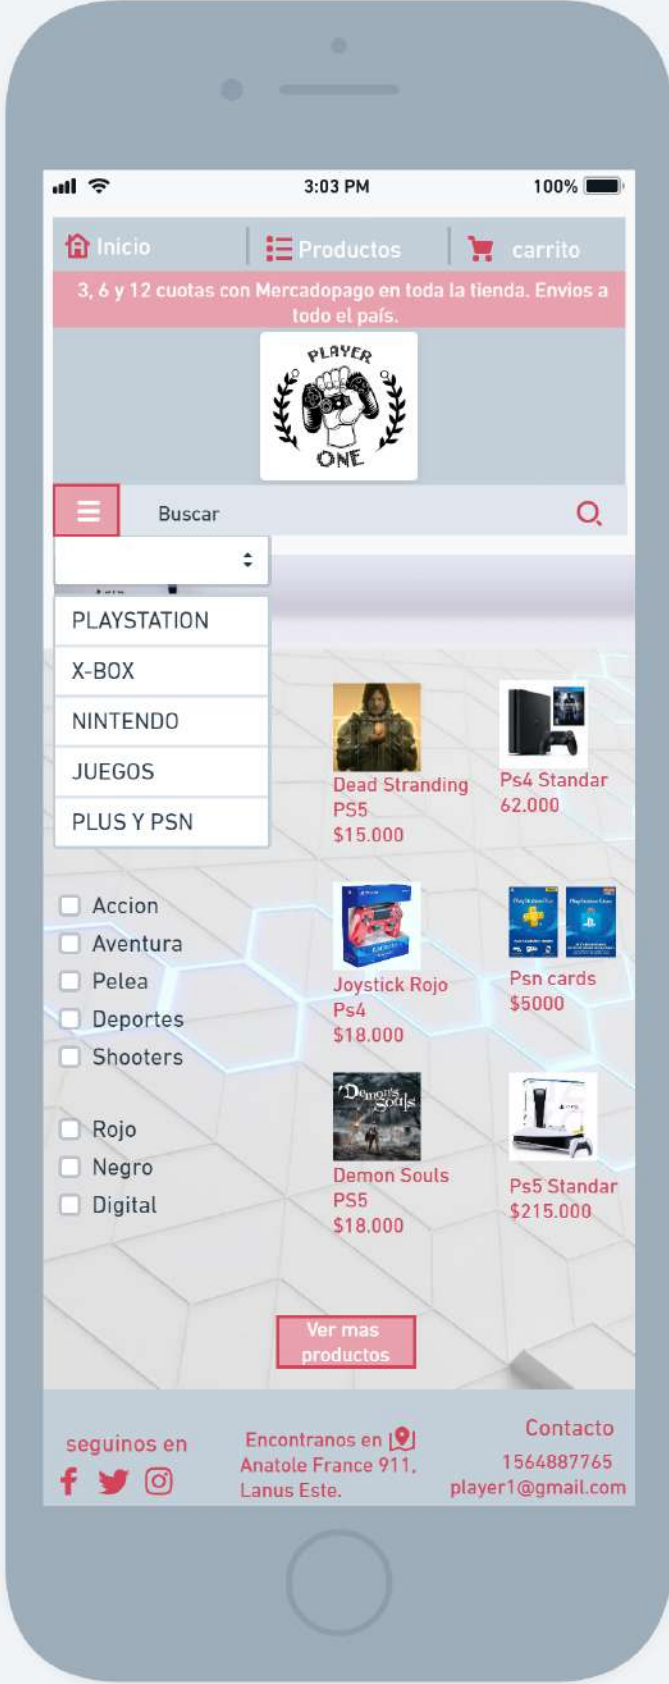 3:03 PM
100%
Inicio
Productos
carrito
3, 6 y 12 cuotas con Mercadopago en toda la tienda. Envios a
todo el país.
PLAYER
ONE
Buscar
PLAYSTATION
X-BOX
NINTENDO
JUEGOS
PLUS Y PSN
Accion
Aventura
Pelea
Deportes
Shooters
Rojo
Negro
Digital
Dead Stranding
PS5
$15.000
Ps4 Standar
62.000
Joystick Rojo
Ps4
$18.000
Psn cards
$5000
Demon's
Souls
Demon Souls
PS5
$18.000
Ps5 Standar
$215.000
Ver mas
productos
seguinos en
Encontranos en
Anatole France 911,
Lanus Este.
Contacto
1564887765
player1@gmail.com